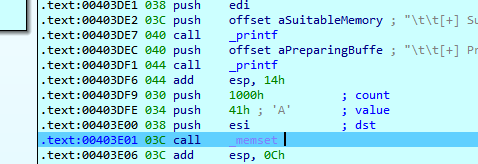 .text:00403DE1 038 push edi
.text:00403DE2 03C push offset aSuitableMemory ; "\t\t[+] Su
.text:00403DE7 040 call _printf
.text:00403DEC 040 push offset aPreparingBuffe ; "\t\t[+] Pr
.text:00403DF1 044 call _printf
.text:00403DF6 044 add esp, 14h
.text:00403DF9 030 push 1000h ; count
.text:00403DFE 034 push 41h ; 'A' ; value
.text:00403E00 038 push esi ; dst
.text:00403E01 03C call _memset
.text:00403E06 03C add esp, 0Ch